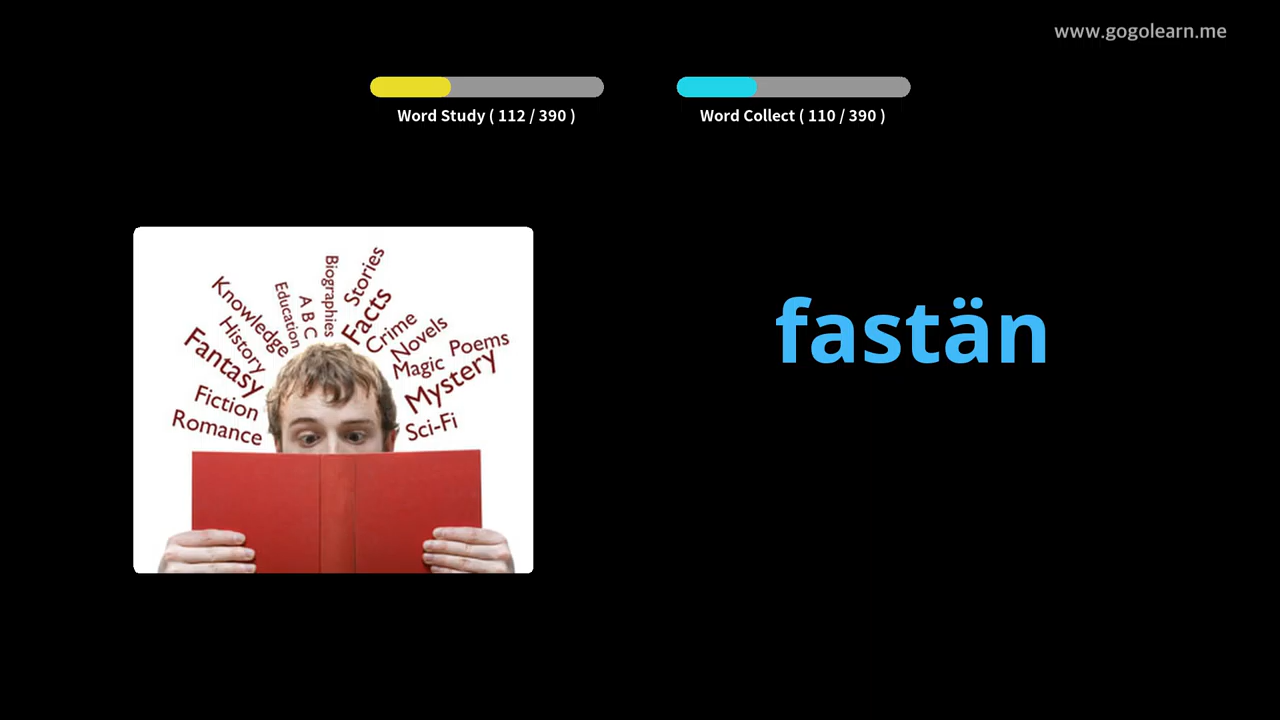 www.gogolearn.me
Word Study ( 112 / 390 )
Word Collect ( 110 / 390 )
fastän
Romance
Fiction
Fantasy
History
Knowledge
Education
A B C
Biographies
Stories
Facts
Crime
Novels
Magic
Poems
Mystery
Sci-Fi